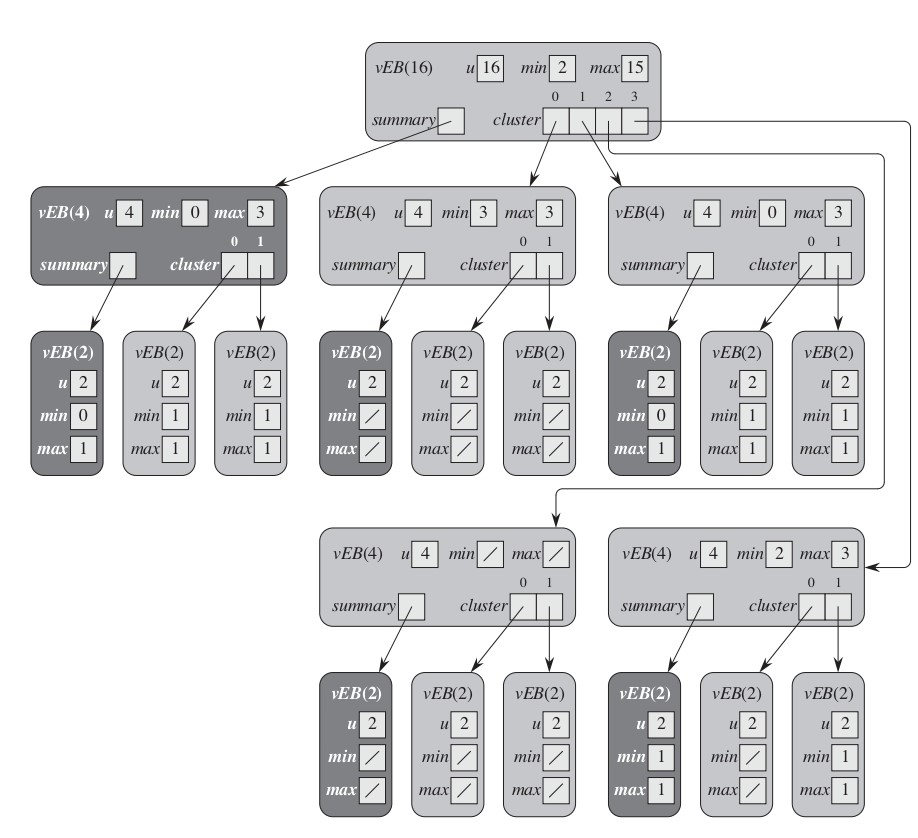 vEB(16) u 16 min 2 max 15
0 1 2 3
summary cluster
vEB(4) u 4 min 0 max 3
0 1
summary cluster
vEB(4) u 4 min 3 max 3
0 1
summary cluster
vEB(4) u 4 min 0 max 3
0 1
summary cluster
vEB(2)
u 2
min 0
max 1
vEB(2)
u 2
min 1
max 1
vEB(2)
u 2
min 1
max 1
vEB(2)
u 2
min /
max /
vEB(2)
u 2
min /
max /
vEB(2)
u 2
min /
max /
vEB(2)
u 2
min 0
max 1
vEB(2)
u 2
min 1
max 1
vEB(2)
u 2
min 1
max 1
vEB(4) u 4 min / max /
0 1
summary cluster
vEB(4) u 4 min 2 max 3
0 1
summary cluster
vEB(2)
u 2
min /
max /
vEB(2)
u 2
min /
max /
vEB(2)
u 2
min /
max /
vEB(2)
u 2
min 1
max 1
vEB(2)
u 2
min /
max /
vEB(2)
u 2
min 1
max 1